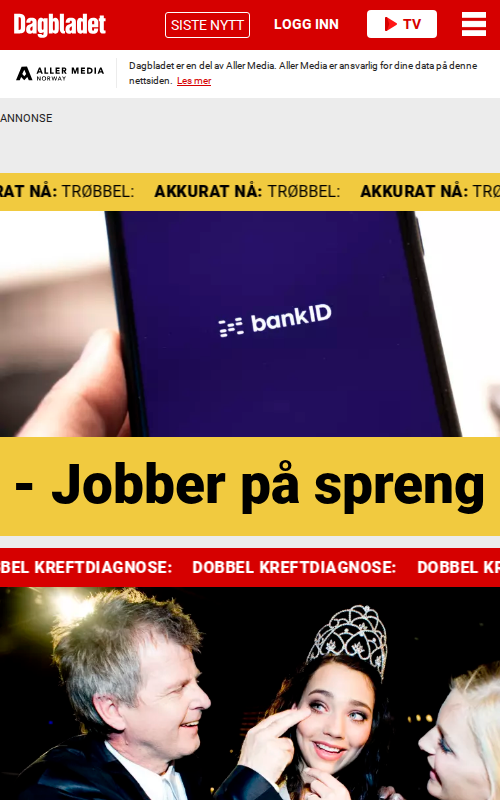 Dagbladet
SISTE NYTT
LOGG INN
TV
ALLER MEDIA
NORWAY
Dagbladet er en del av Aller Media. Aller Media er ansvarlig for dine data på denne
nettsiden. Les mer
ANNONSE
RAT NÅ: TRØBBEL: AKKURAT NÅ: TRØBBEL: AKKURAT NÅ: TRØ
bankID
- Jobber på spreng
BEL KREFTDIAGNOSE: DOBBEL KREFTDIAGNOSE: DOBBEL KR